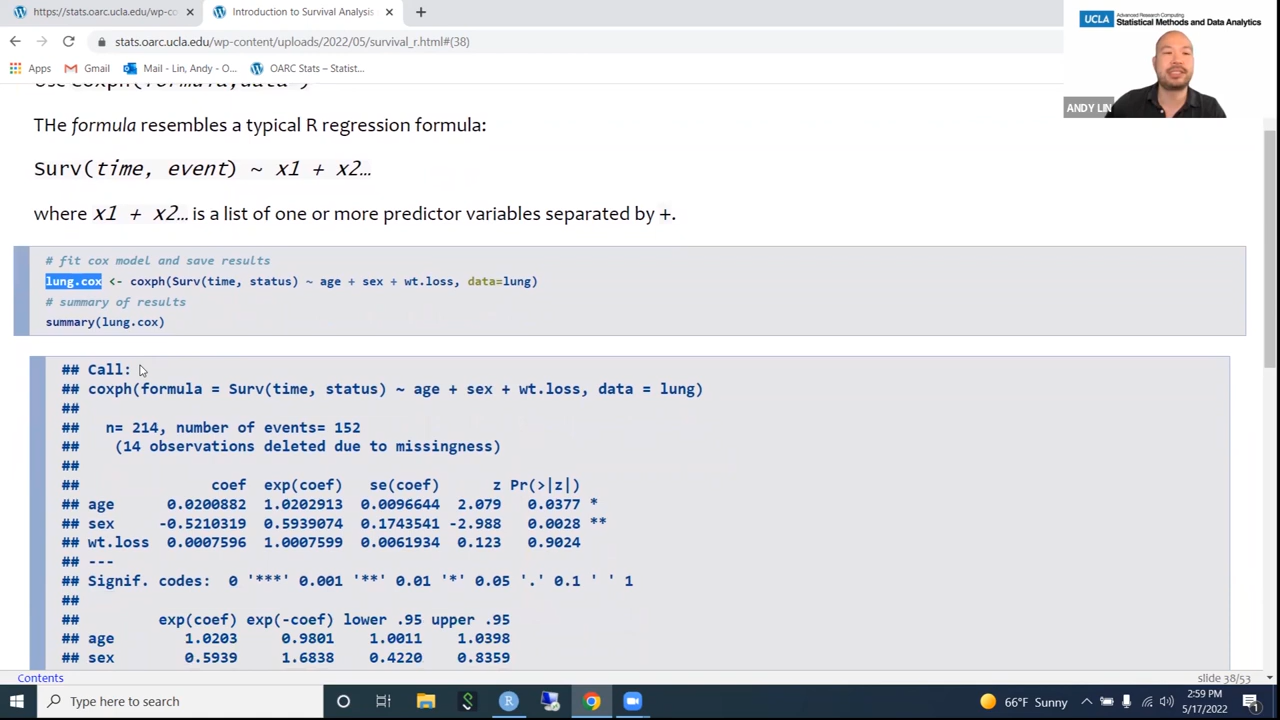 https://stats.oarc.ucla.edu/wp-co
Introduction to Survival Analysis
stats.oarc.ucla.edu/wp-content/uploads/2022/05/survival_r.html#(38)
Apps
Gmail
Mail - Lin, Andy - O...
OARC Stats – Statist...
UCLA
Advanced Research Computing
Statistical Methods and Data Analytics
ANDY LIN
Use coxph(formula,data=)
THe formula resembles a typical R regression formula:
Surv(time, event) ~ x1 + x2…
where x1 + x2… is a list of one or more predictor variables separated by +.
# fit cox model and save results
lung.cox <- coxph(Surv(time, status) ~ age + sex + wt.loss, data=lung)
# summary of results
summary(lung.cox)
## Call:
## coxph(formula = Surv(time, status) ~ age + sex + wt.loss, data = lung)
##
##   n= 214, number of events= 152
##    (14 observations deleted due to missingness)
##
##               coef  exp(coef)   se(coef)      z Pr(>|z|)
## age      0.0200882  1.0202913  0.0096644  2.079   0.0377 *
## sex     -0.5210319  0.5939074  0.1743541 -2.988   0.0028 **
## wt.loss  0.0007596  1.0007599  0.0061934  0.123   0.9024
## ---
## Signif. codes:  0 '***' 0.001 '**' 0.01 '*' 0.05 '.' 0.1 ' ' 1
##
##         exp(coef) exp(-coef) lower .95 upper .95
## age        1.0203     0.9801    1.0011    1.0398
## sex        0.5939     1.6838    0.4220    0.8359
Contents
slide 38/53
Type here to search
66°F Sunny
2:59 PM
5/17/2022